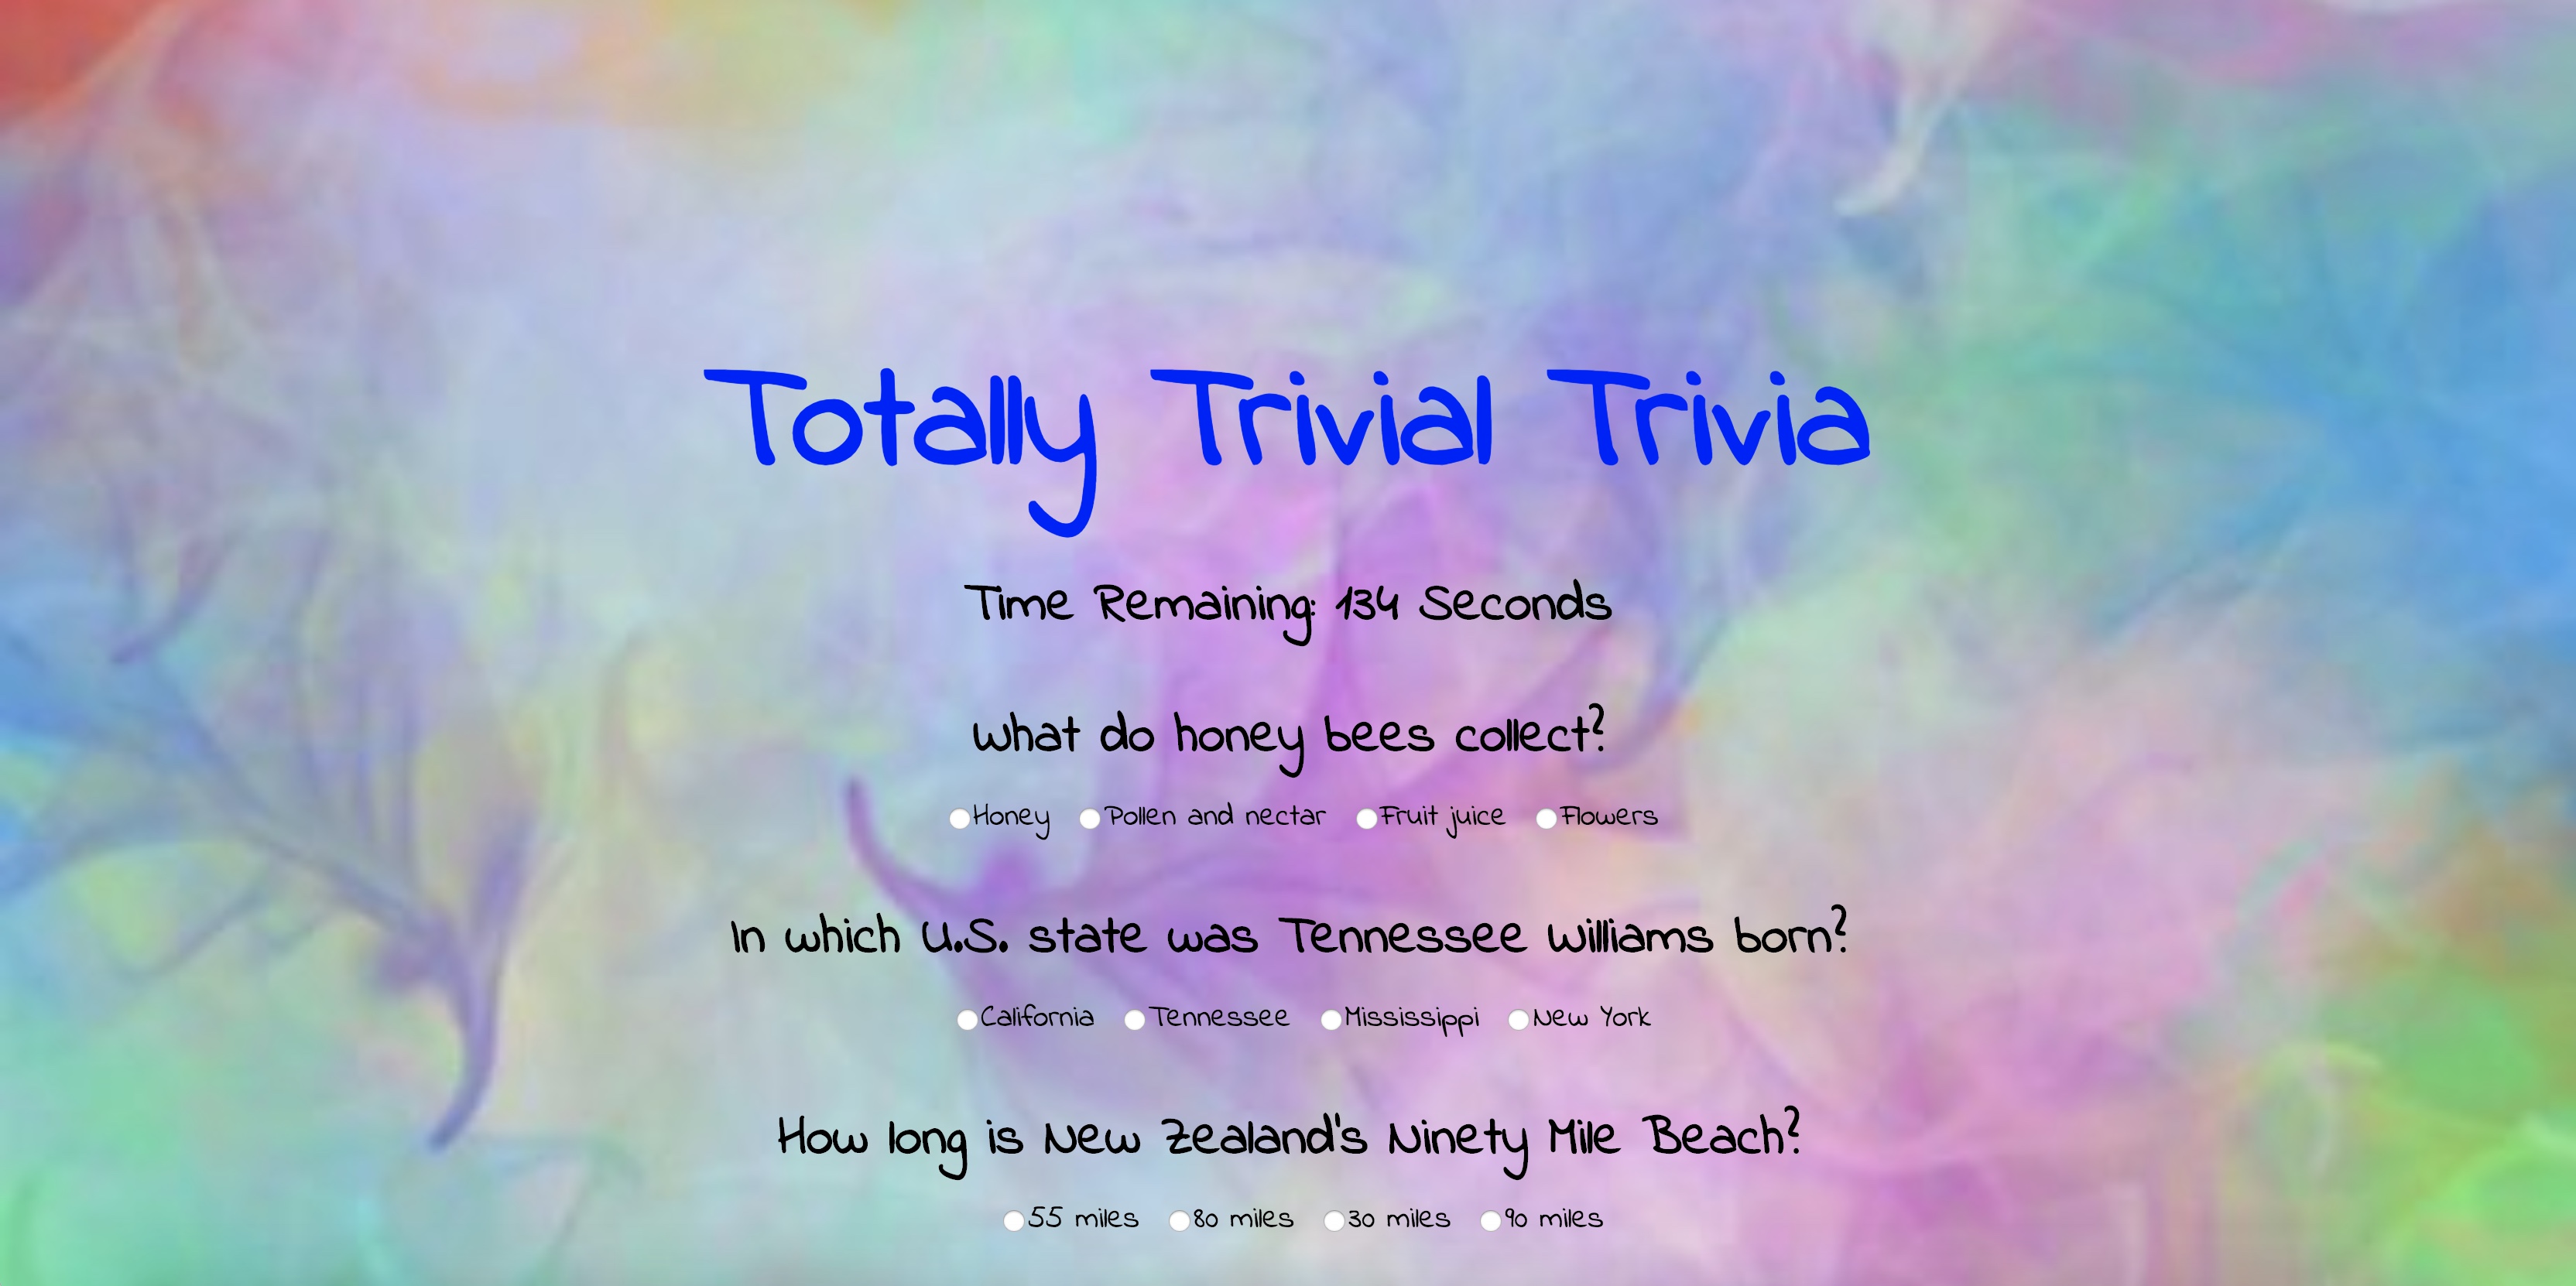 Totally Trivial Trivia
Time Remaining: 134 Seconds
What do honey bees collect?
Honey Pollen and nectar Fruit juice Flowers
In which U.S. state was Tennessee Williams born?
California Tennessee Mississippi New York
How long is New Zealand's Ninety Mile Beach?
55 miles 80 miles 30 miles 90 miles